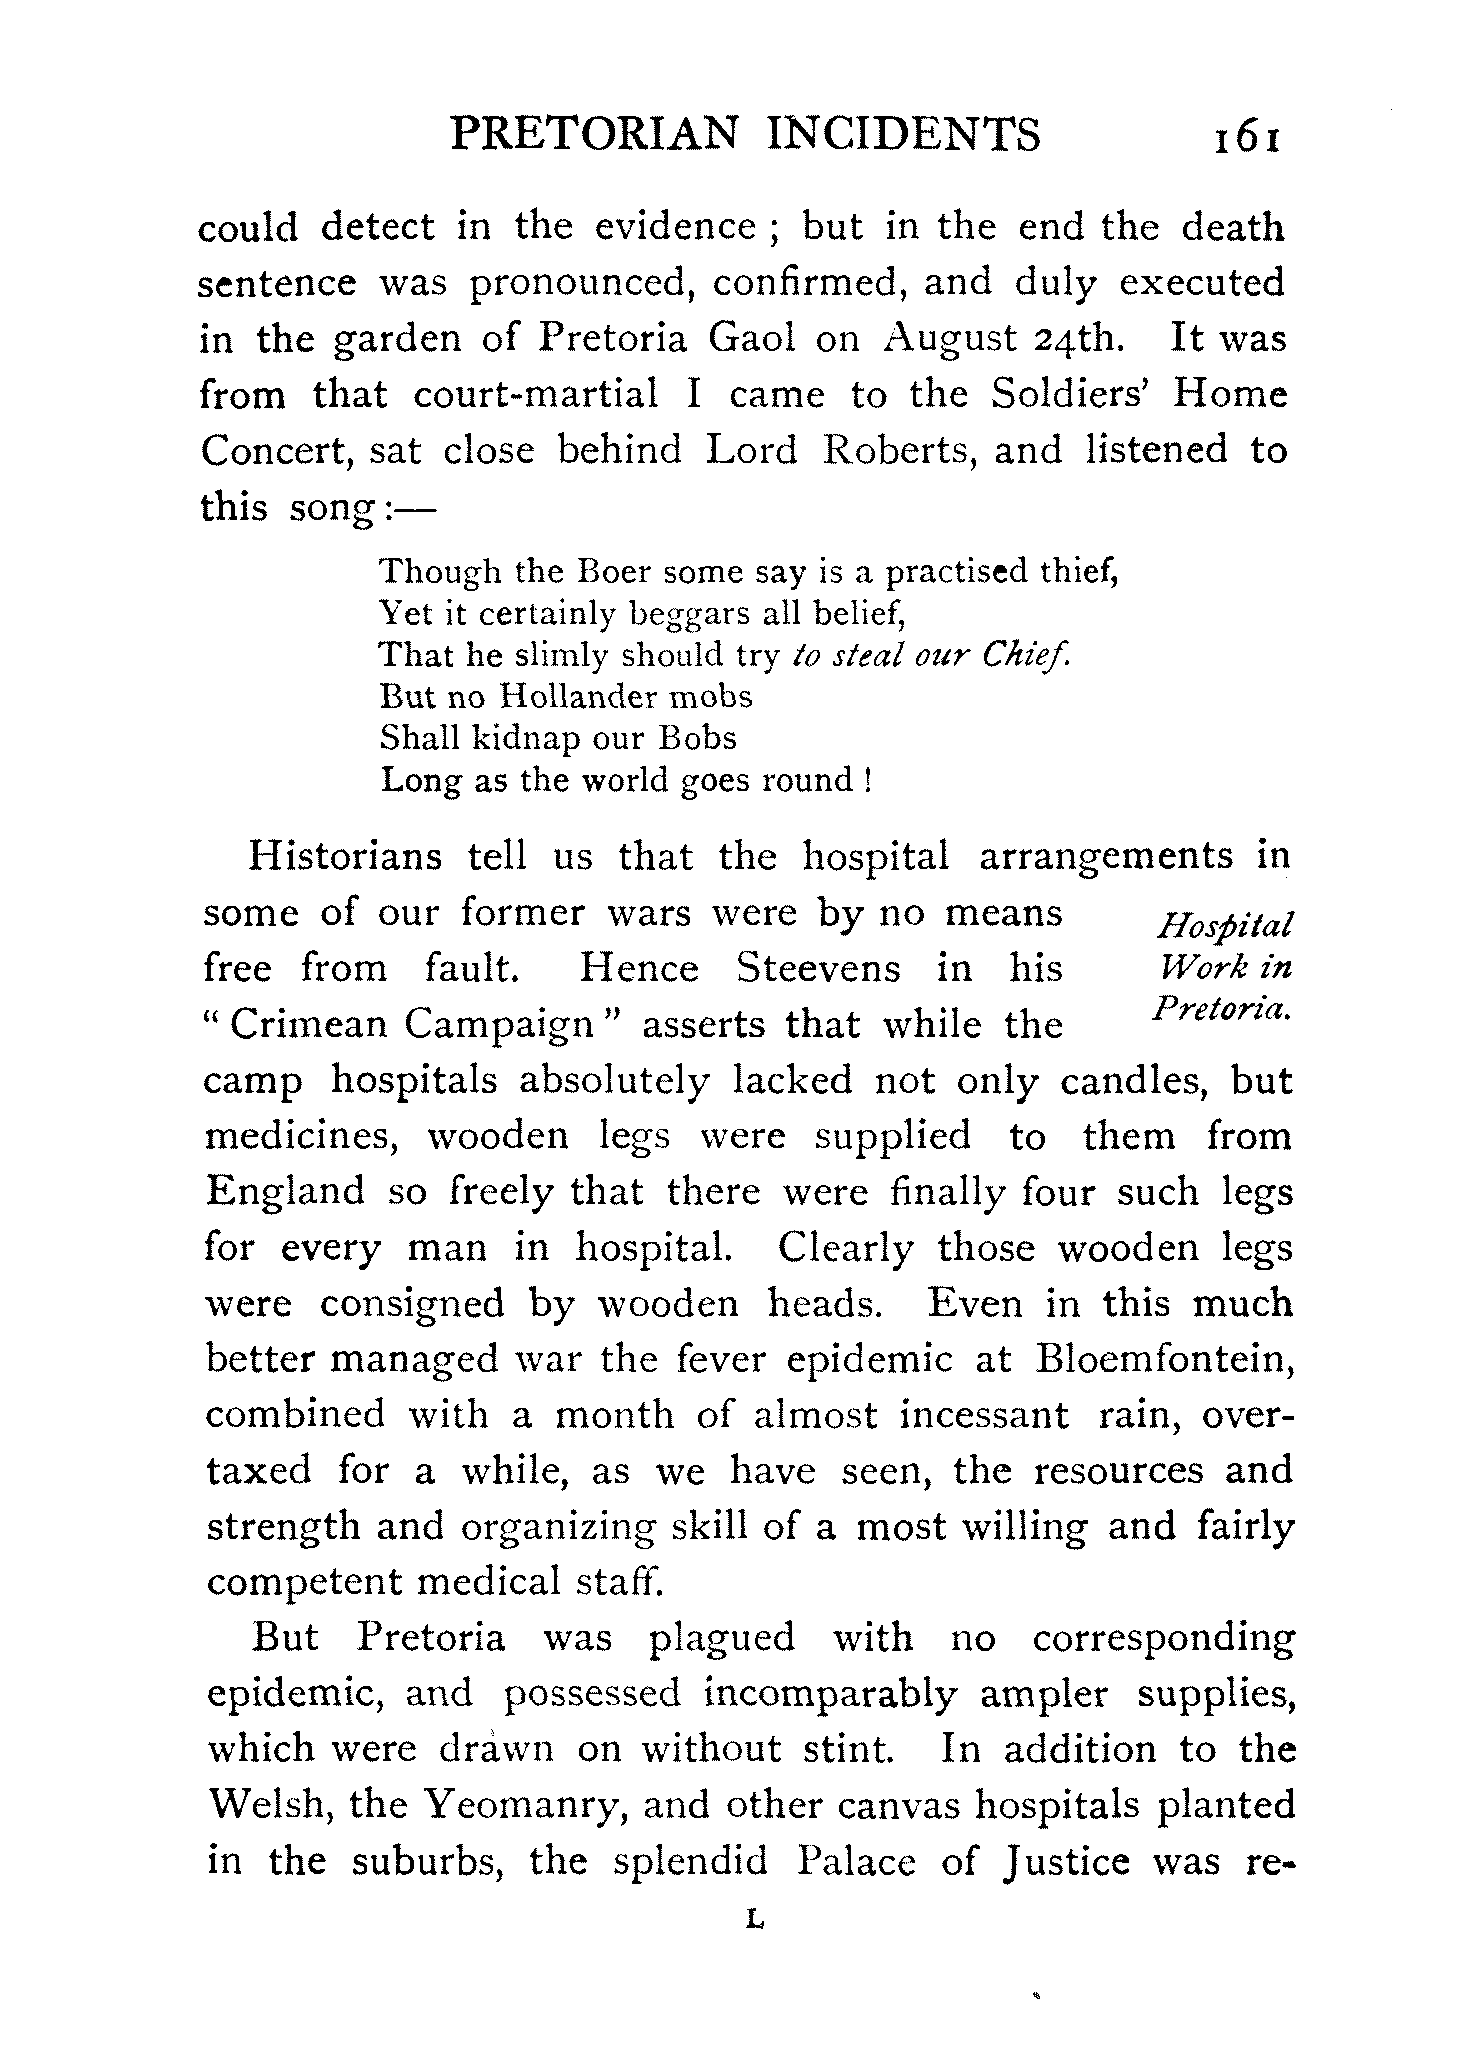 PRETORIAN INCIDENTS 161
could detect in the evidence ; but in the end the death
sentence was pronounced, confirmed, and duly executed
in the garden of Pretoria Gaol on August 24th. It was
from that court-martial I came to the Soldiers' Home
Concert, sat close behind Lord Roberts, and listened to
this song :—
Though the Boer some say is a practised thief,
Yet it certainly beggars all belief,
That he slimly should try to steal our Chief.
But no Hollander mobs
Shall kidnap our Bobs
Long as the world goes round !
Historians tell us that the hospital arrangements in
some of our former wars were by no means
free from fault. Hence Steevens in his
" Crimean Campaign " asserts that while the
Hospital
Work in
Pretoria.
camp hospitals absolutely lacked not only candles, but
medicines, wooden legs were supplied to them from
England so freely that there were finally four such legs
for every man in hospital. Clearly those wooden legs
were consigned by wooden heads. Even in this much
better managed war the fever epidemic at Bloemfontein,
combined with a month of almost incessant rain, over-
taxed for a while, as we have seen, the resources and
strength and organizing skill of a most willing and fairly
competent medical staff.
But Pretoria was plagued with no corresponding
epidemic, and possessed incomparably ampler supplies,
which were drawn on without stint. In addition to the
Welsh, the Yeomanry, and other canvas hospitals planted
in the suburbs, the splendid Palace of Justice was re-
L